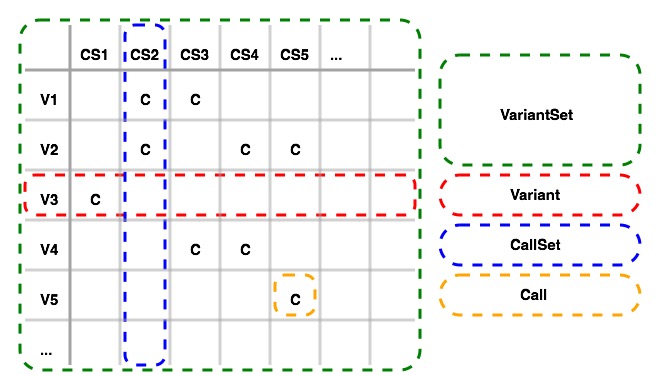 CS1 CS2 CS3 CS4 CS5 ...
V1 C C
V2 C C C
V3 C
V4 C C
V5 C
...
VariantSet
Variant
CallSet
Call